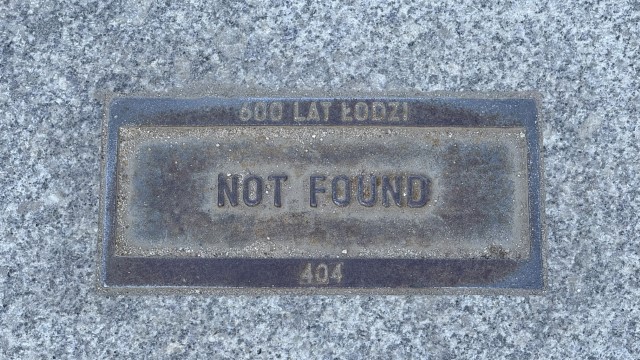 600 LAT ŁODZI
NOT FOUND
404